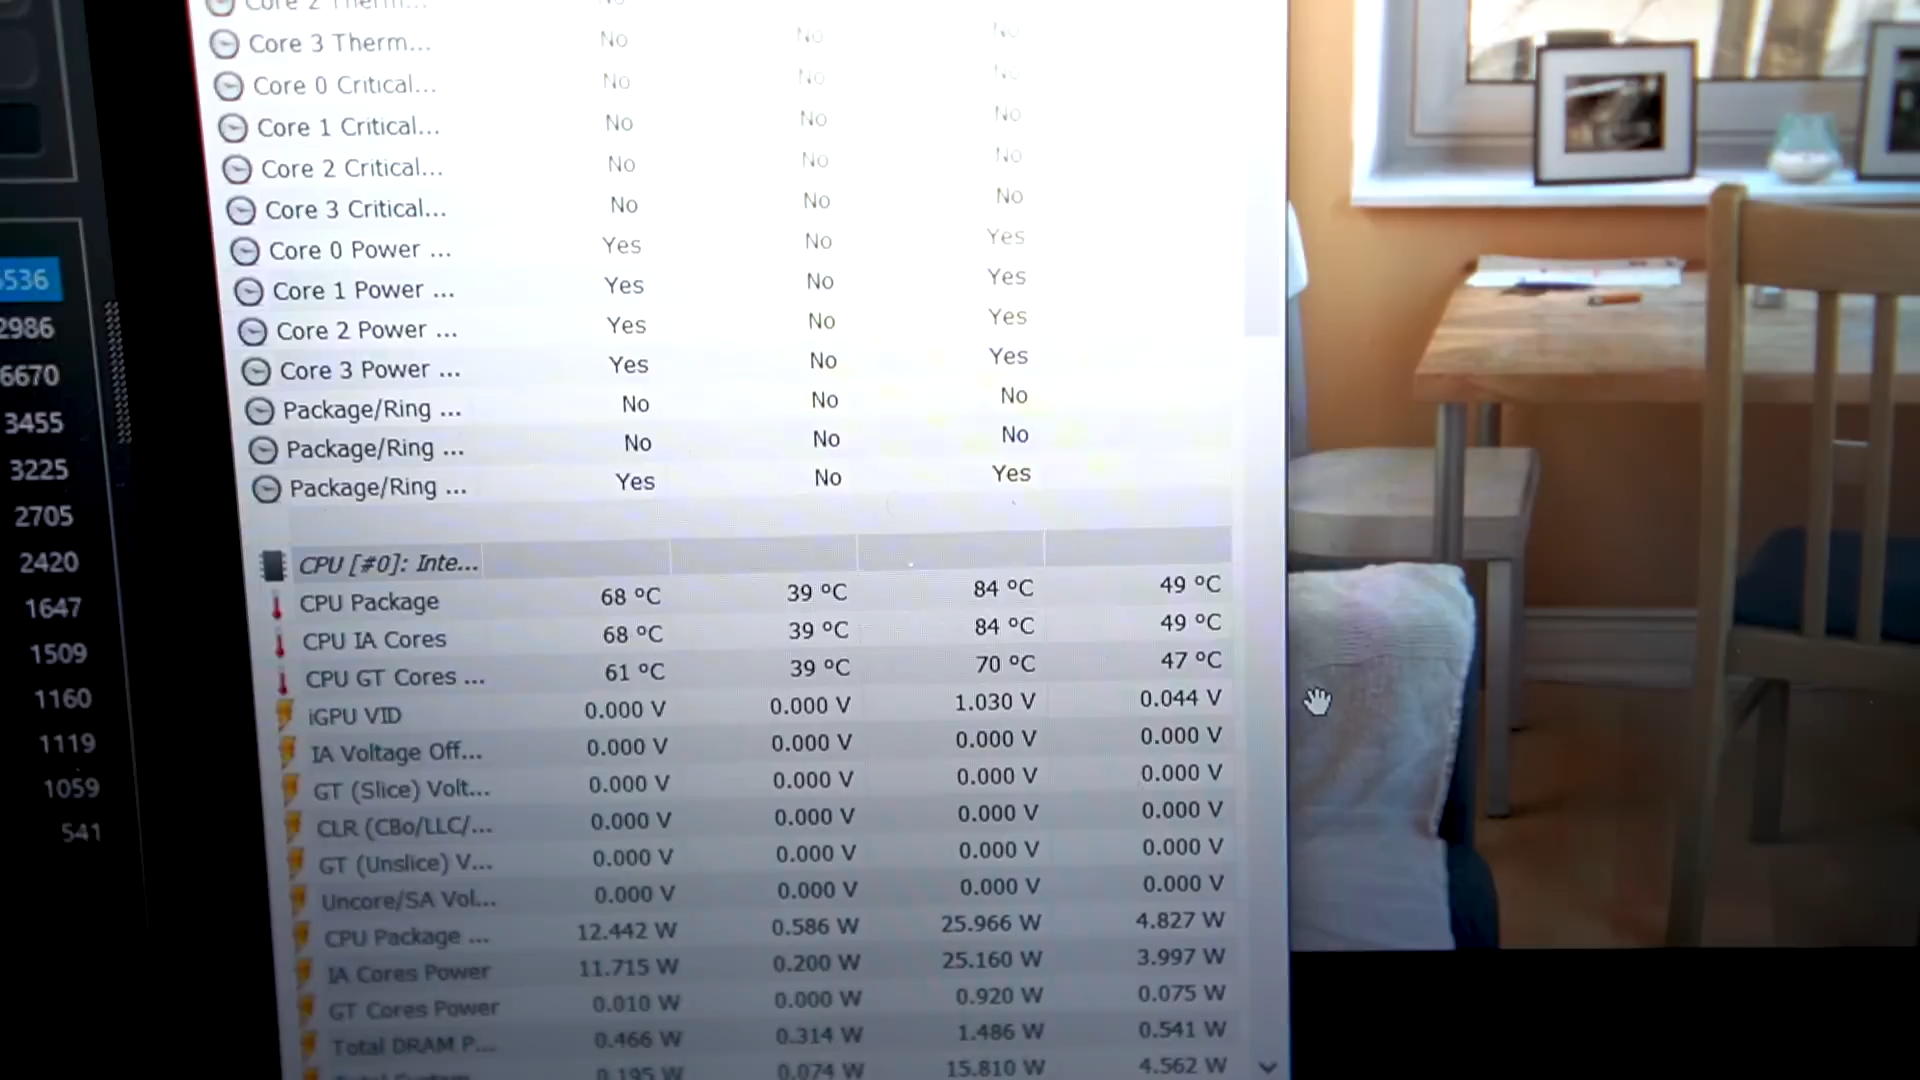 Core 2 Therm... No
Core 3 Therm... No No No
Core 0 Critical... No No No
Core 1 Critical... No No No
Core 2 Critical... No No No
Core 3 Critical... No No No
Core 0 Power ... Yes No Yes
Core 1 Power ... Yes No Yes
Core 2 Power ... Yes No Yes
Core 3 Power ... Yes No Yes
Package/Ring ... No No No
Package/Ring ... No No No
Package/Ring ... Yes No Yes
CPU [#0]: Inte...
CPU Package 68 °C 39 °C 84 °C 49 °C
CPU IA Cores 68 °C 39 °C 84 °C 49 °C
CPU GT Cores ... 61 °C 39 °C 70 °C 47 °C
iGPU VID 0.000 V 0.000 V 1.030 V 0.044 V
IA Voltage Off... 0.000 V 0.000 V 0.000 V 0.000 V
GT (Slice) Volt... 0.000 V 0.000 V 0.000 V 0.000 V
CLR (CBo/LLC/... 0.000 V 0.000 V 0.000 V 0.000 V
GT (Unslice) V... 0.000 V 0.000 V 0.000 V 0.000 V
Uncore/SA Vol... 0.000 V 0.000 V 0.000 V 0.000 V
CPU Package ... 12.442 W 0.586 W 25.966 W 4.827 W
IA Cores Power 11.715 W 0.200 W 25.160 W 3.997 W
GT Cores Power 0.010 W 0.000 W 0.920 W 0.075 W
Total DRAM P... 0.466 W 0.314 W 1.486 W 0.541 W
Total System 0.195 W 0.074 W 15.810 W 4.562 W
536
2986
6670
3455
3225
2705
2420
1647
1509
1160
1119
1059
541